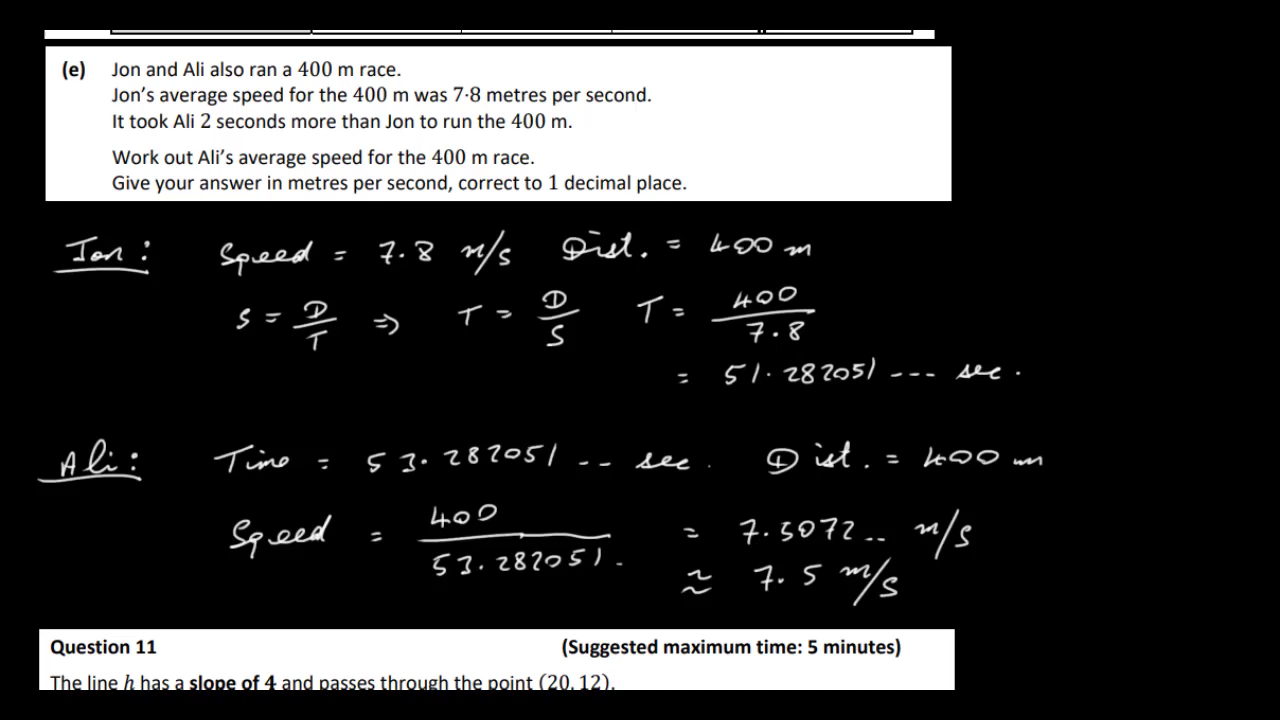 (e) Jon and Ali also ran a 400 m race.
Jon's average speed for the 400 m was 7·8 metres per second.
It took Ali 2 seconds more than Jon to run the 400 m.
Work out Ali's average speed for the 400 m race.
Give your answer in metres per second, correct to 1 decimal place.
Jon: Speed = 7.8 m/s Dist. = 400 m
S = D/T => T = D/S T = 400/7.8
= 51.282051 --- sec.
Ali: Time = 53.282051 -- sec. Dist. = 400 m
Speed = 400/53.282051. = 7.5072.. m/s
≈ 7.5 m/s
Question 11 (Suggested maximum time: 5 minutes)
The line h has a slope of 4 and passes through the point (20, 12).